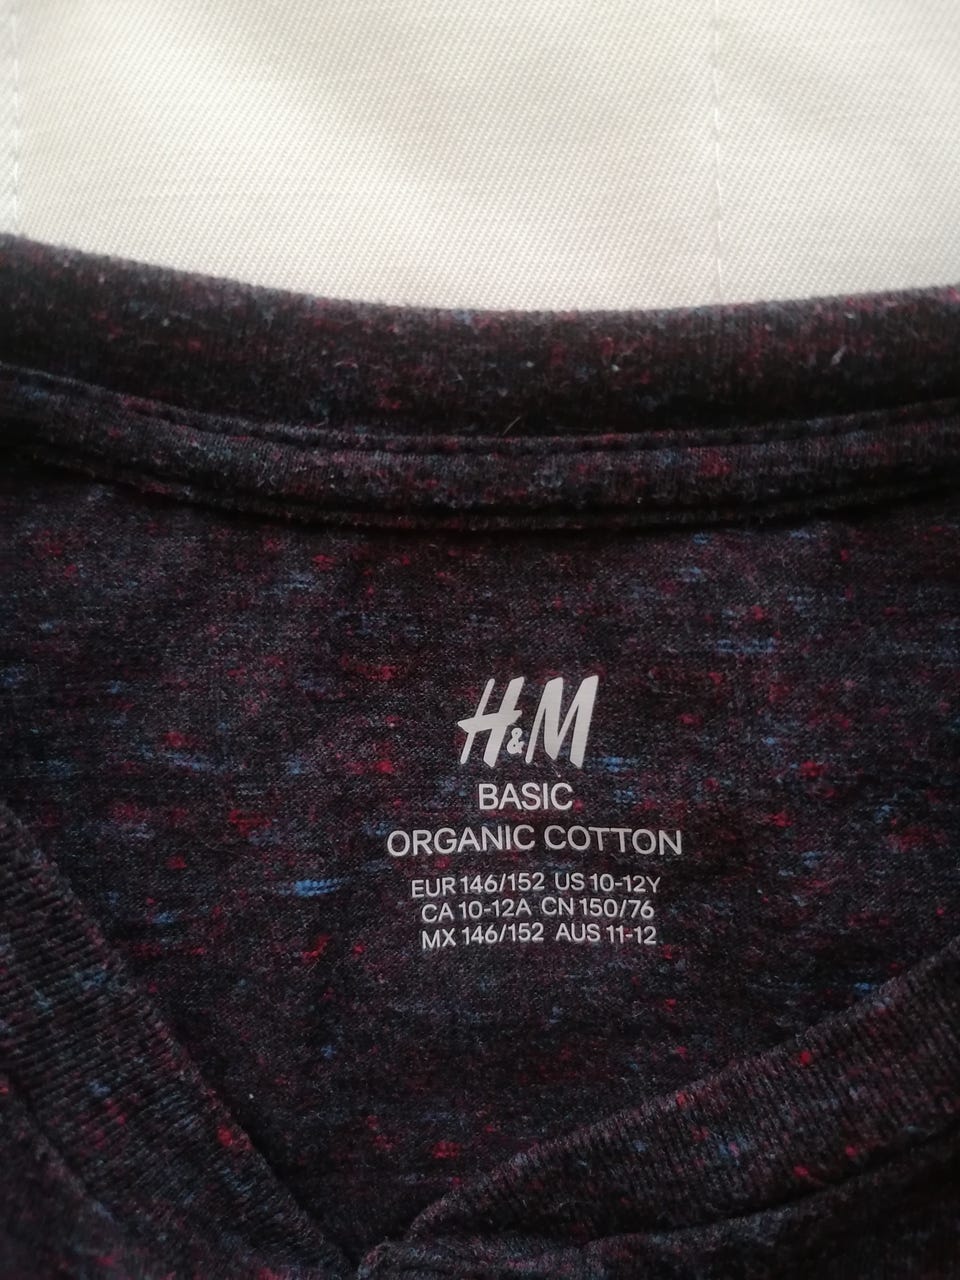 H&M
BASIC
ORGANIC COTTON
EUR 146/152 US 10-12Y
CA 10-12A CN 150/76
MX 146/152 AUS 11-12